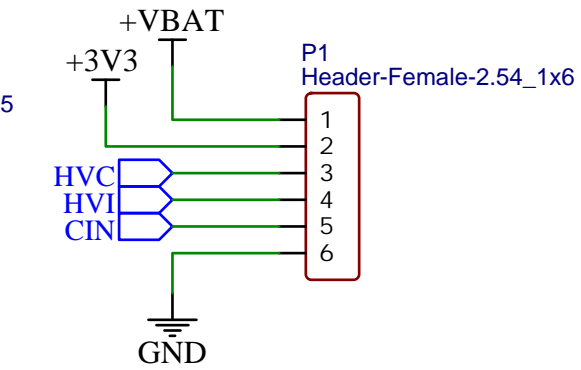 +VBAT
+3V3
P1
Header-Female-2.54_1x6
5
1
2
HVC
3
HVI
4
CIN
5
6
GND